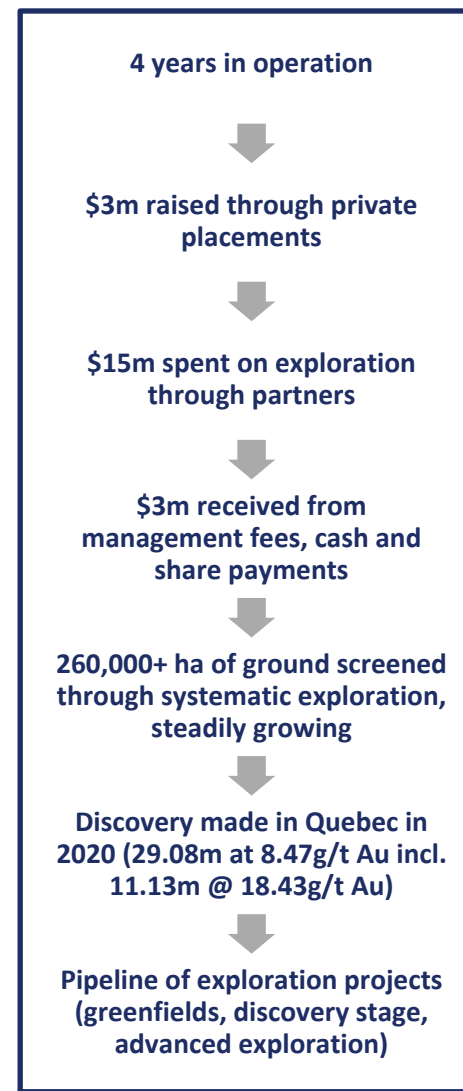 4 years in operation
$3m raised through private
placements
$15m spent on exploration
through partners
$3m received from
management fees, cash and
share payments
260,000+ ha of ground screened
through systematic exploration,
steadily growing
Discovery made in Quebec in
2020 (29.08m at 8.47g/t Au incl.
11.13m @ 18.43g/t Au)
Pipeline of exploration projects
(greenfields, discovery stage,
advanced exploration)